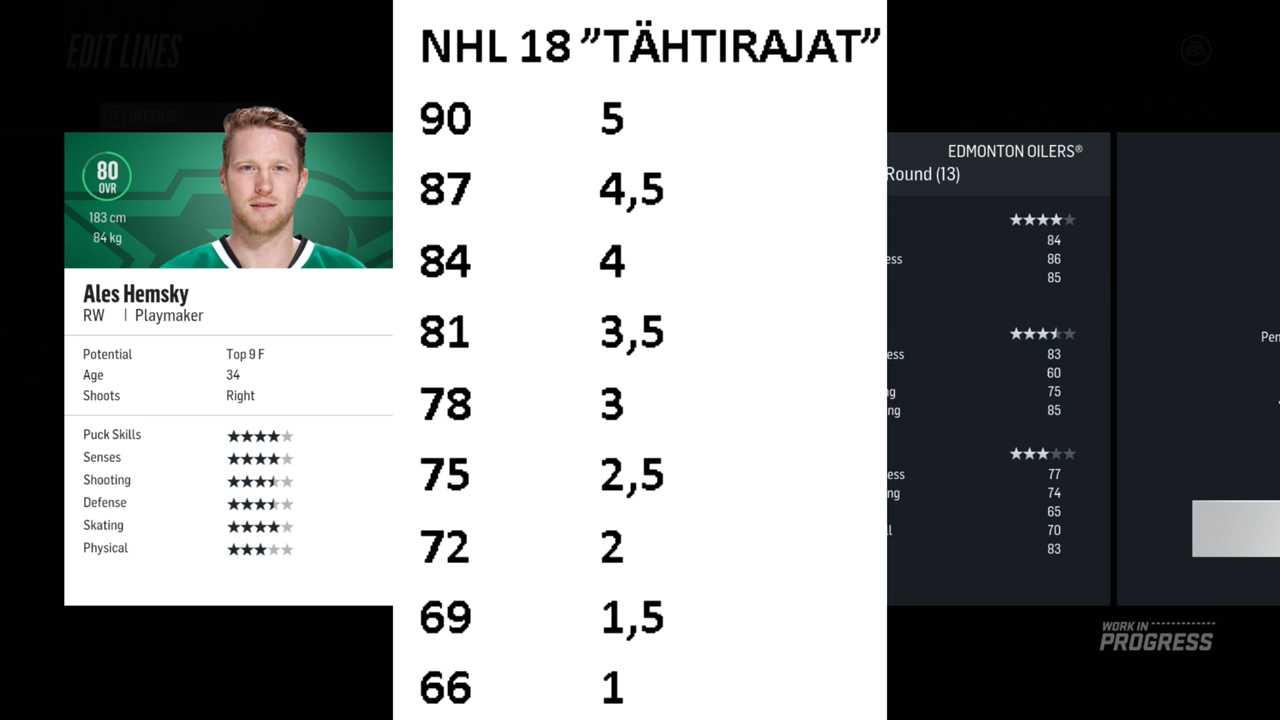 EDIT LINES
OFFENSE
80
OVR
183 cm
84 kg
Ales Hemsky
RW | Playmaker
Potential Top 9 F
Age 34
Shoots Right
Puck Skills
Senses
Shooting
Defense
Skating
Physical
NHL 18 ”TÄHTIRAJAT”
90 5
87 4,5
84 4
81 3,5
78 3
75 2,5
72 2
69 1,5
66 1
EA
EDMONTON OILERS®
Round (13)
84
ess 86
85
ess 83
60
ng 75
ng 85
ess 77
ng 74
65
ll 70
83
Pen
WORK IN
PROGRESS